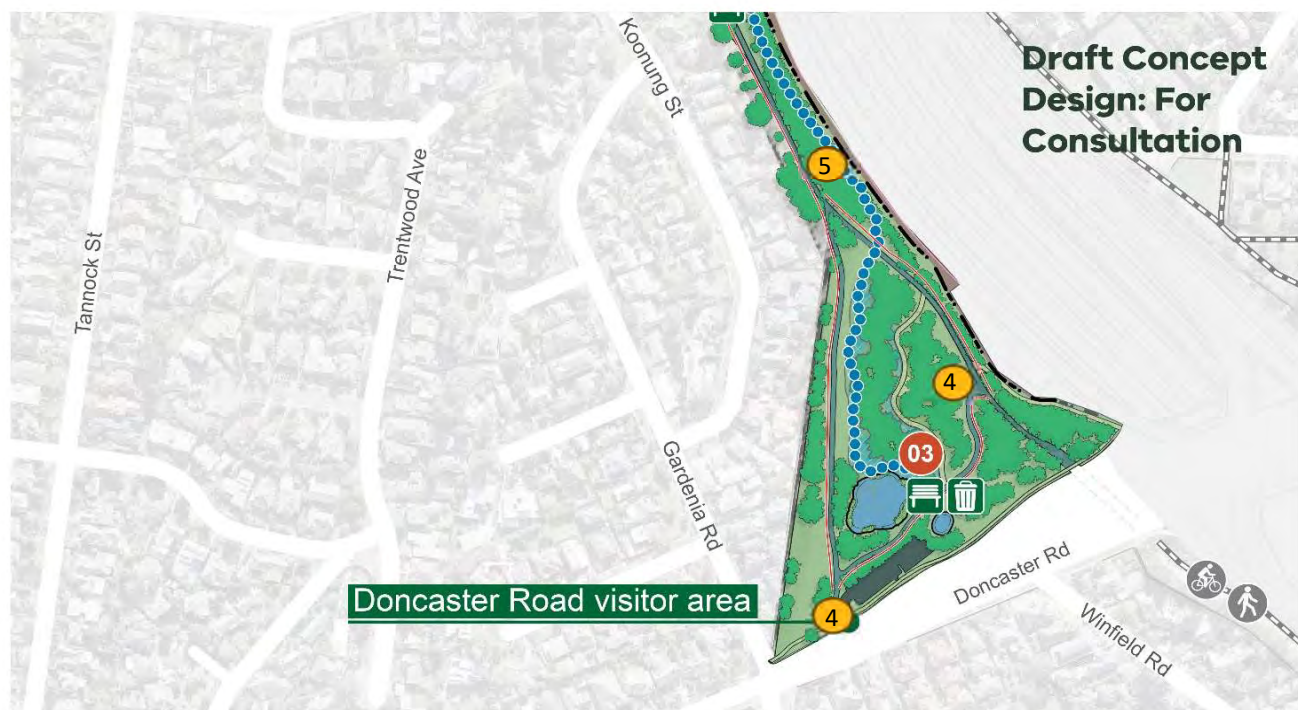 Draft Concept
Design: For
Consultation
Koonung St
5
Trentwood Ave
Tannock St
4
03
Gardenia Rd
Doncaster Rd
Doncaster Road visitor area
4
Winfield Rd